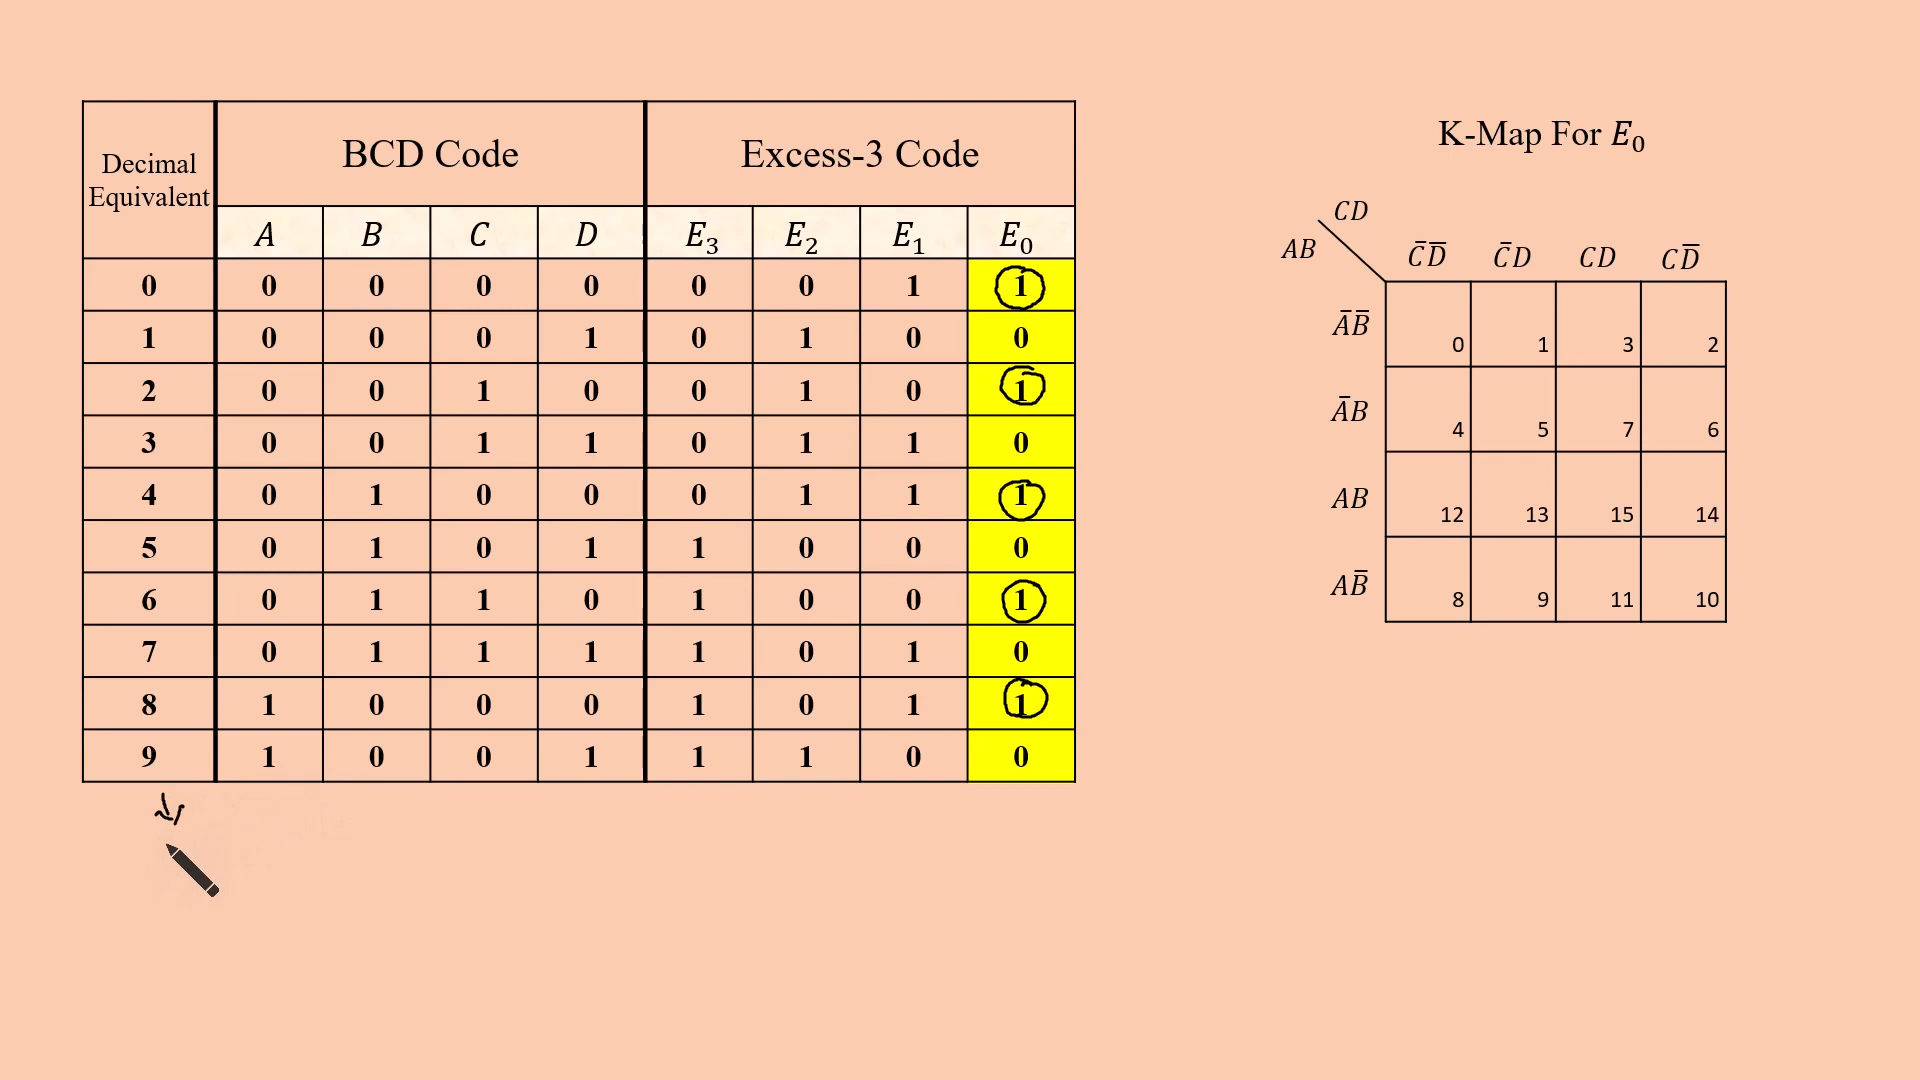 Decimal Equivalent BCD Code Excess-3 Code
A B C D E₃ E₂ E₁ E₀
0 0 0 0 0 0 0 1 1
1 0 0 0 1 0 1 0 0
2 0 0 1 0 0 1 0 1
3 0 0 1 1 0 1 1 0
4 0 1 0 0 0 1 1 1
5 0 1 0 1 1 0 0 0
6 0 1 1 0 1 0 0 1
7 0 1 1 1 1 0 1 0
8 1 0 0 0 1 0 1 1
9 1 0 0 1 1 1 0 0
K-Map For E₀
CD
AB
C̅D̅ C̅D CD CD̅
A̅B̅ 0 1 3 2
A̅B 4 5 7 6
AB 12 13 15 14
AB̅ 8 9 11 10